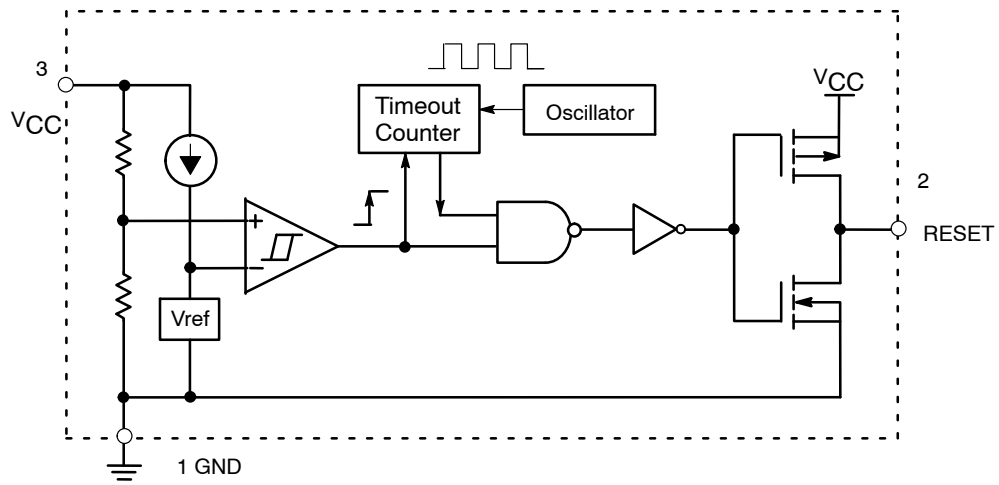 3
VCC
Timeout
Counter
Oscillator
VCC
2
RESET
+
−
Vref
1 GND